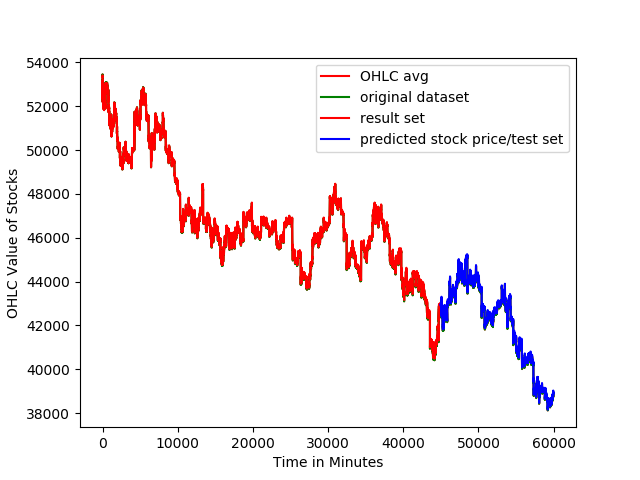 54000
52000
50000
48000
46000
44000
42000
40000
38000
OHLC Value of Stocks
OHLC avg
original dataset
result set
predicted stock price/test set
0 10000 20000 30000 40000 50000 60000
Time in Minutes